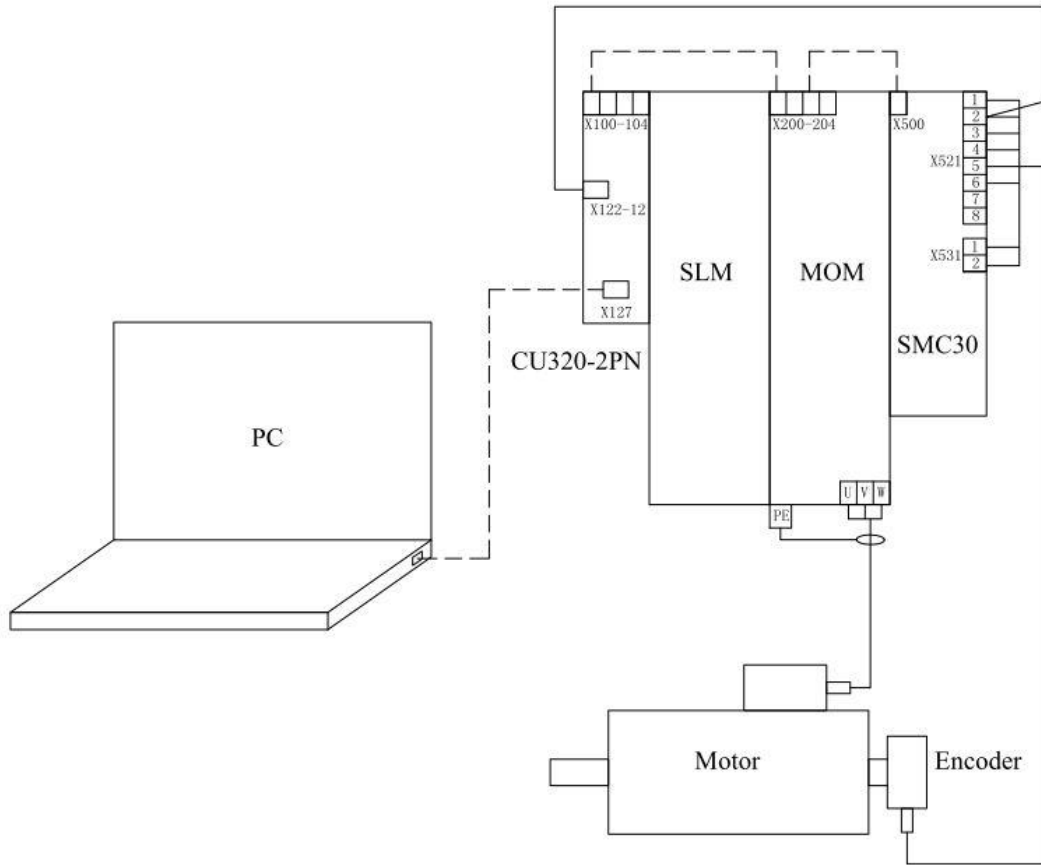 X100-104
X200-204
X500
1
2
3
4
X521
5
6
7
8
X122-12
X531
1
2
SLM
MOM
X127
SMC30
CU320-2PN
PC
U V W
PE
Motor
Encoder